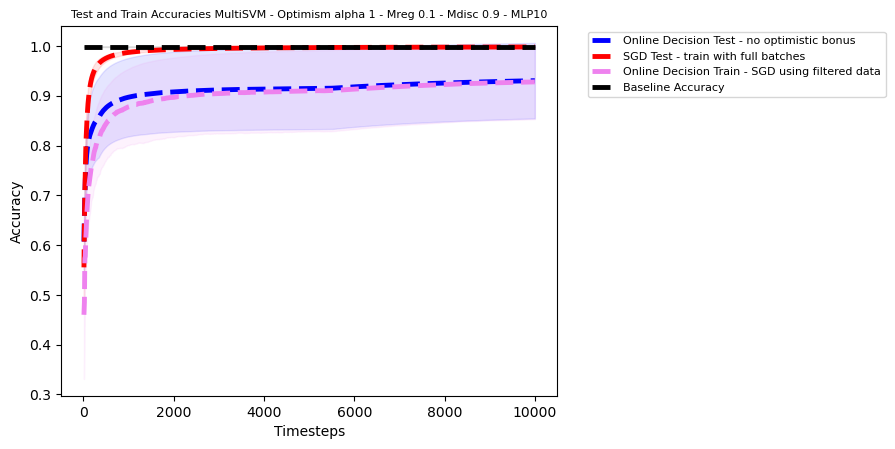 Test and Train Accuracies MultiSVM - Optimism alpha 1 - Mreg 0.1 - Mdisc 0.9 - MLP10
Online Decision Test - no optimistic bonus
SGD Test - train with full batches
Online Decision Train - SGD using filtered data
Baseline Accuracy
Accuracy
1.0
0.9
0.8
0.7
0.6
0.5
0.4
0.3
0
2000
4000
6000
8000
10000
Timesteps